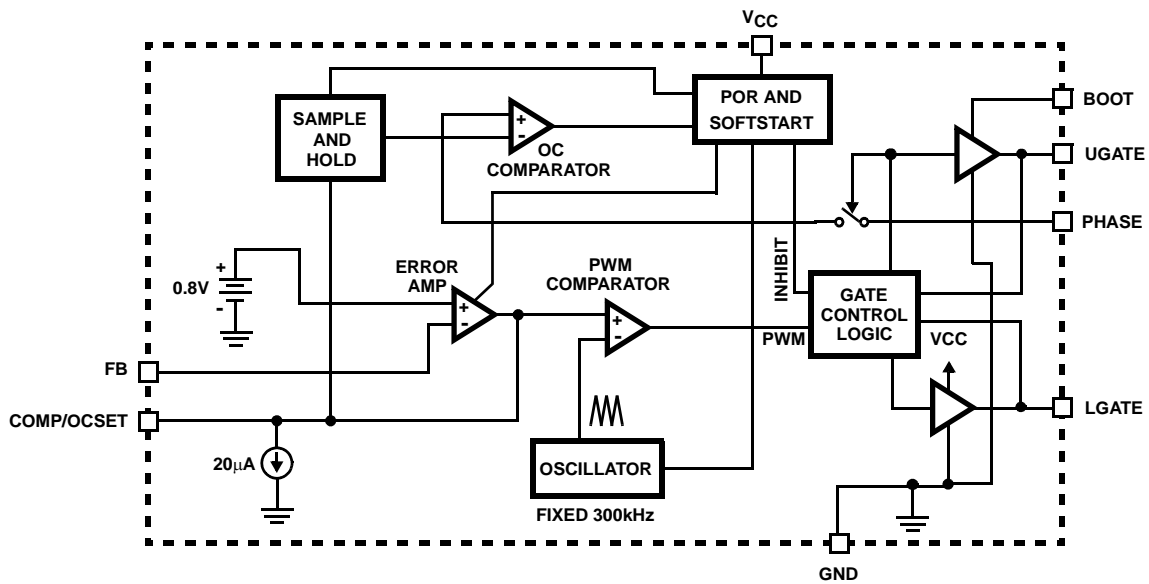 VCC
SAMPLE
AND
HOLD
+
-
OC
COMPARATOR
POR AND
SOFTSTART
BOOT
UGATE
PHASE
INHIBIT
+
0.8V
-
ERROR
AMP
+
-
PWM
COMPARATOR
+
-
GATE
CONTROL
LOGIC
PWM
VCC
FB
COMP/OCSET
LGATE
20µA
OSCILLATOR
FIXED 300kHz
GND